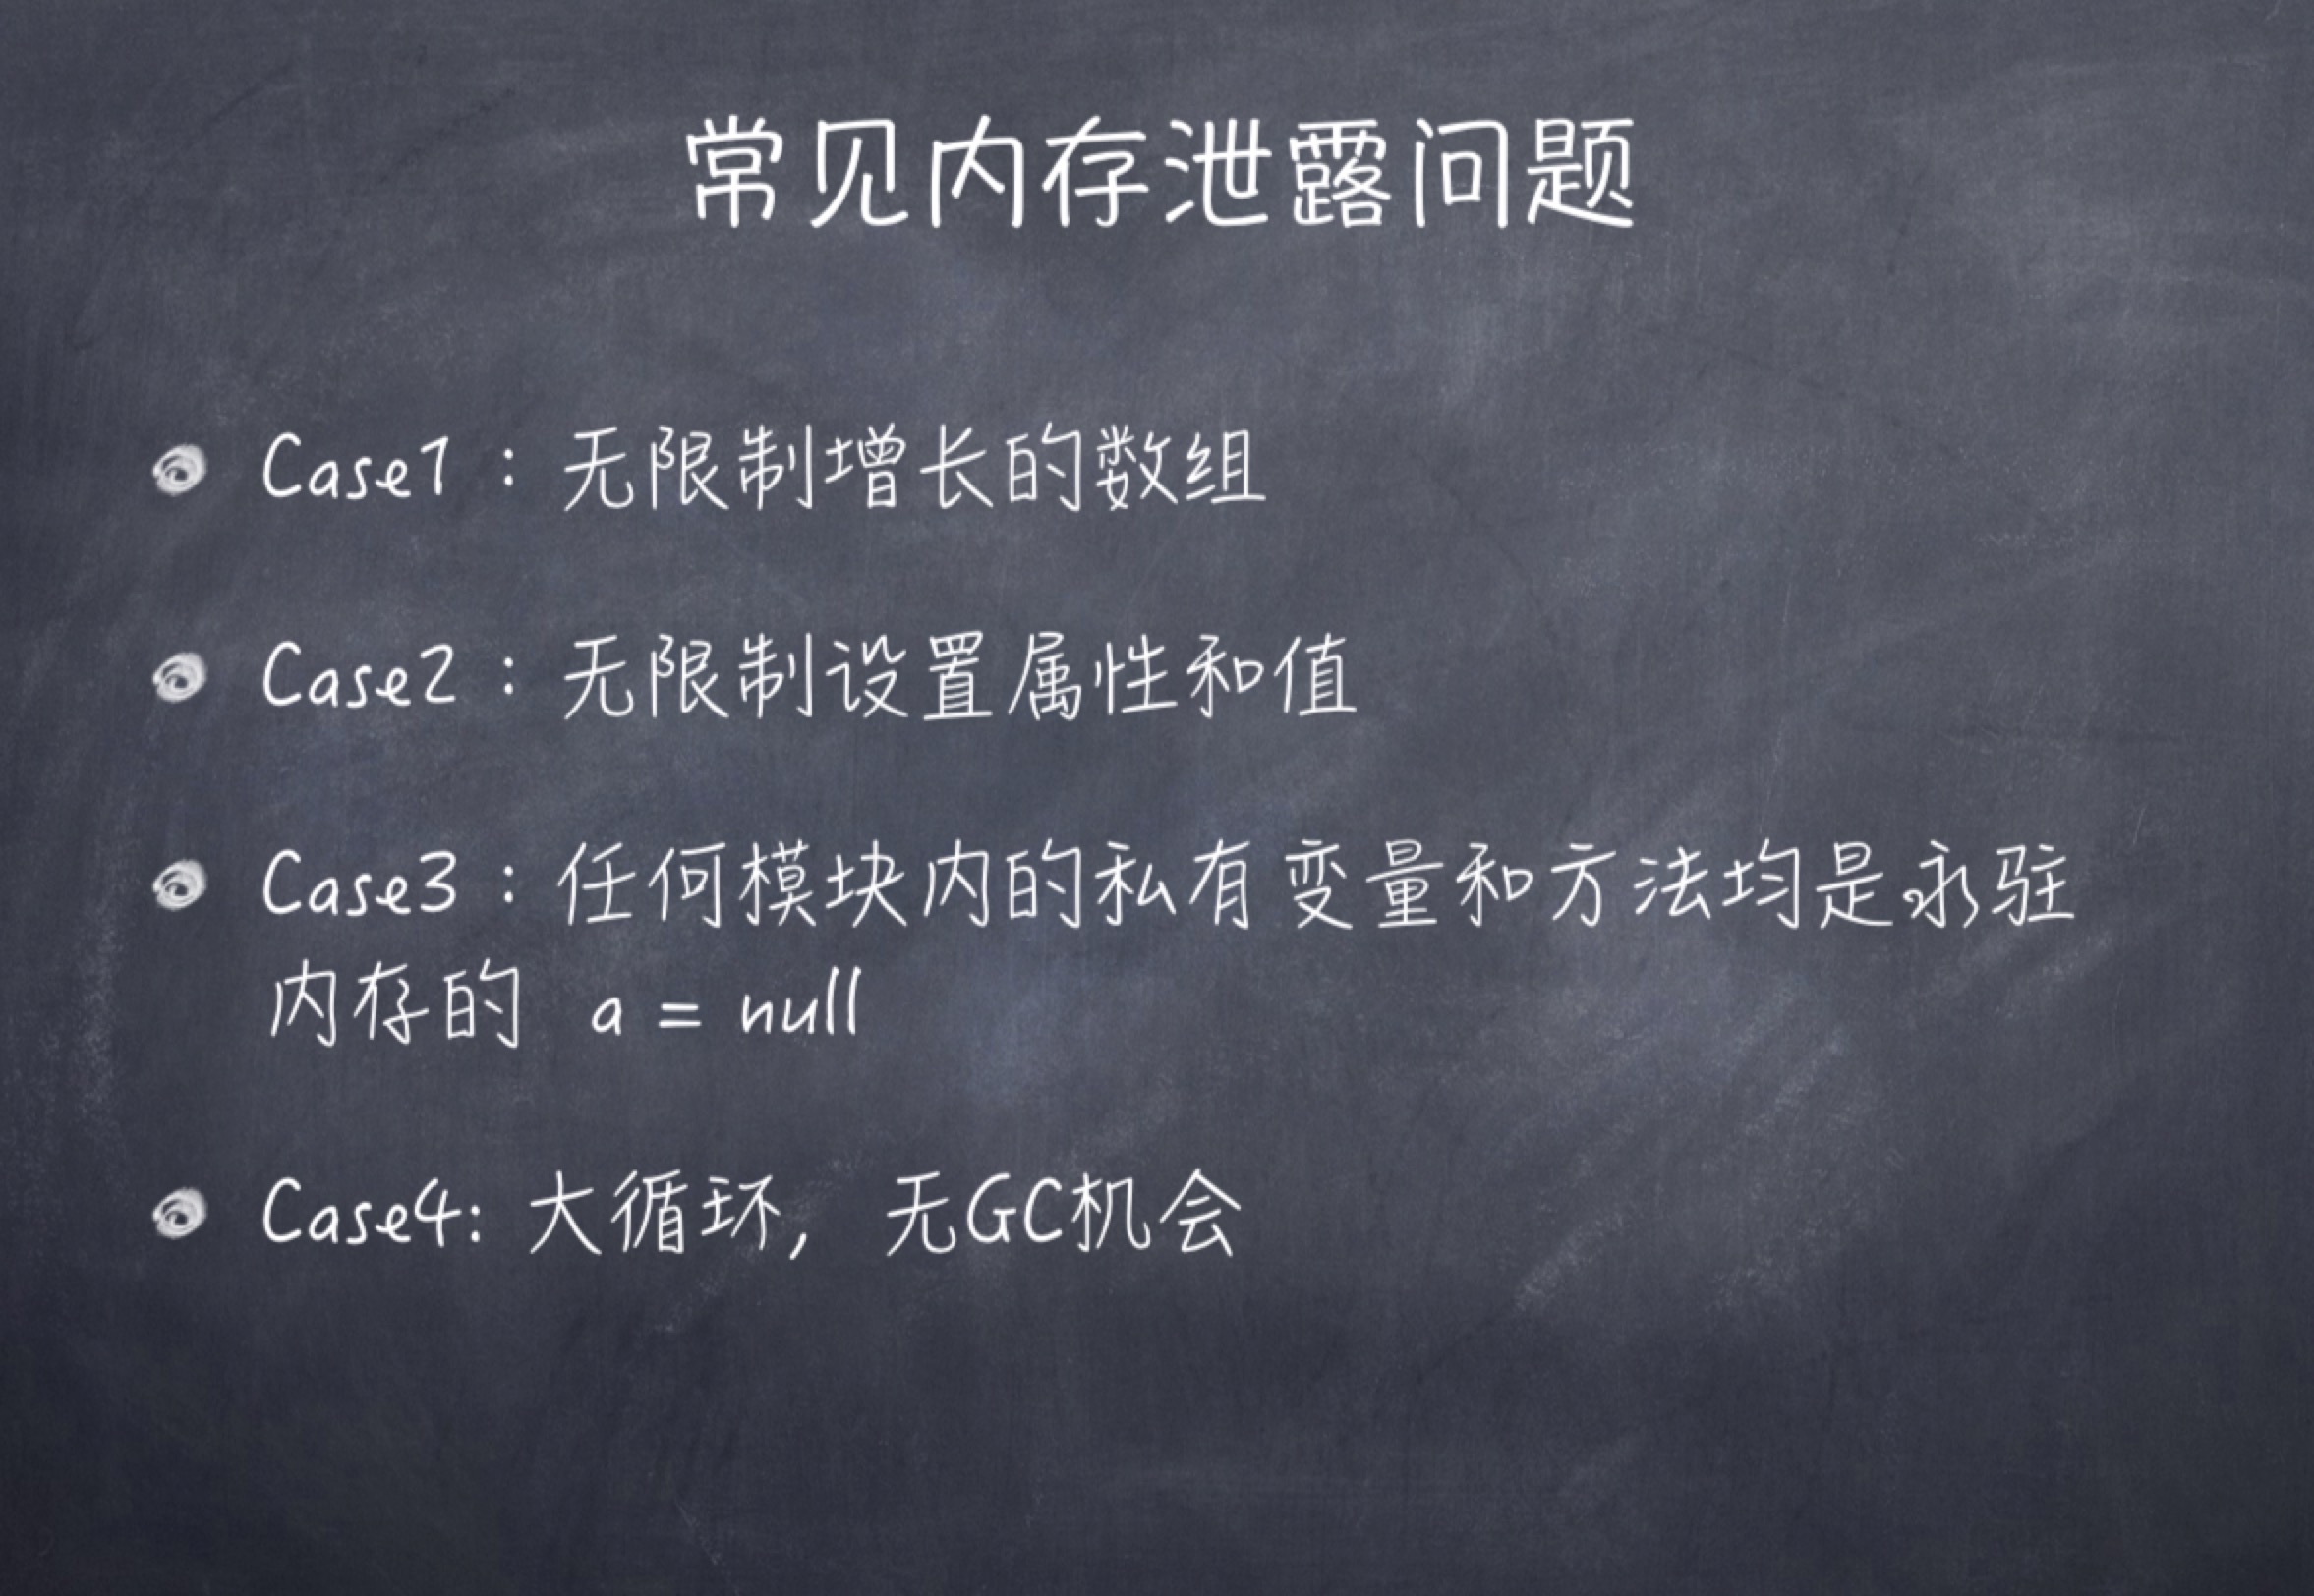 常见内存泄露问题
Case1：无限制增长的数组
Case2：无限制设置属性和值
Case3：任何模块内的私有变量和方法均是永驻
内存的 a = null
Case4: 大循环， 无GC机会